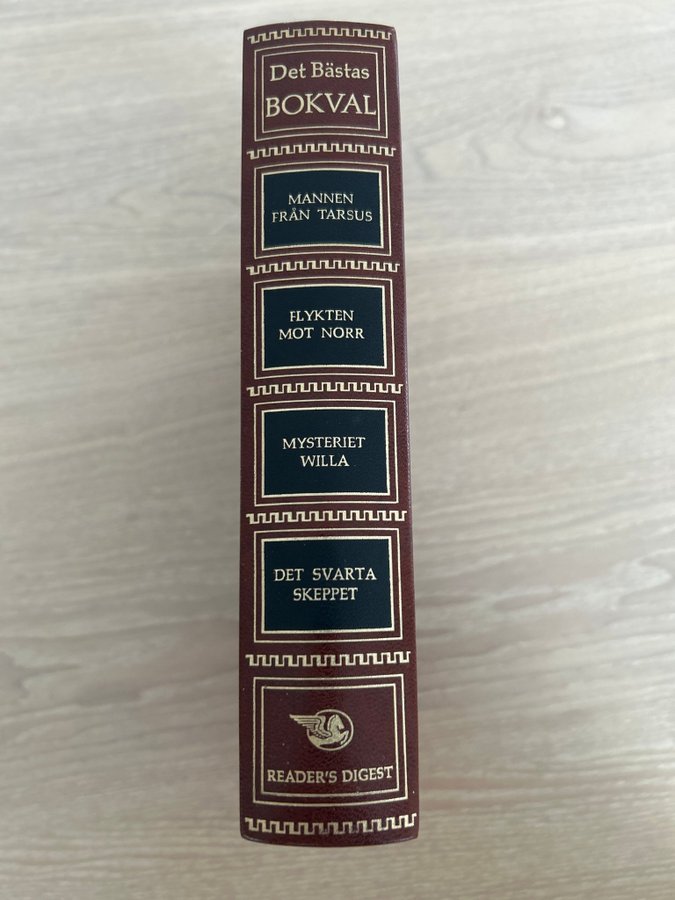 Det Bästas
BOKVAL
MANNEN
FRÅN TARSUS
FLYKTEN
MOT NORR
MYSTERIET
WILLA
DET SVARTA
SKEPPET
READER'S DIGEST